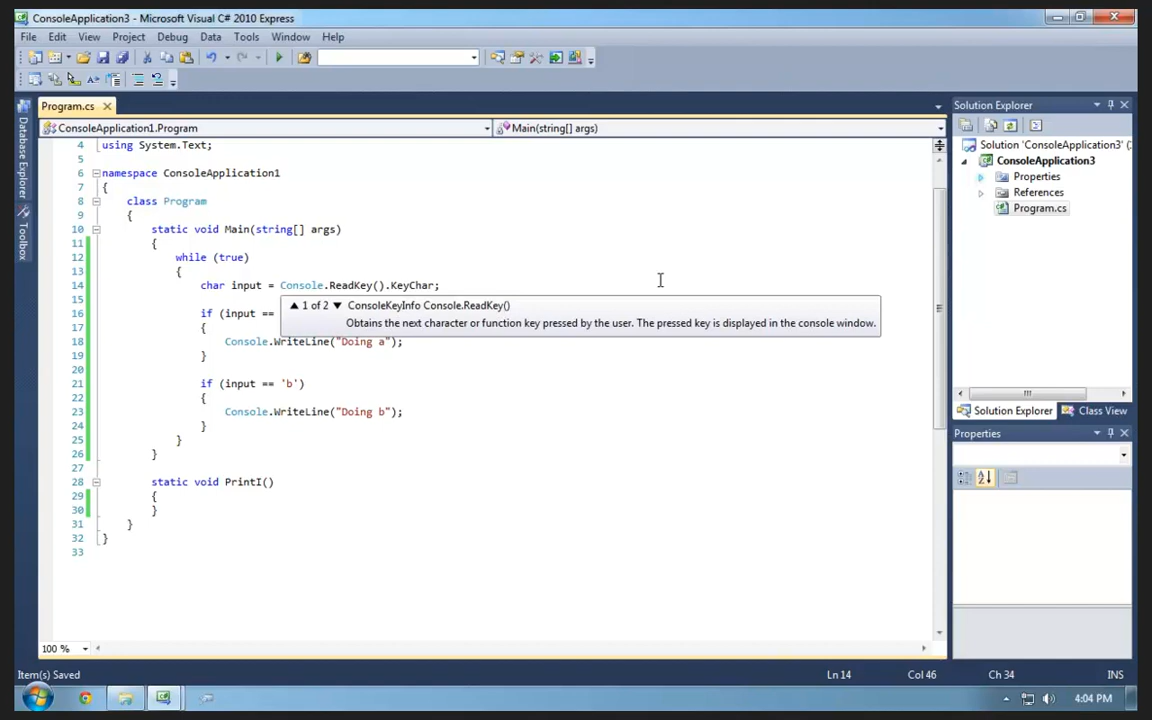 ConsoleApplication3 - Microsoft Visual C# 2010 Express
File Edit View Project Debug Data Tools Window Help
Program.cs
ConsoleApplication1.Program
Main(string[] args)
4 using System.Text;
5
6 namespace ConsoleApplication1
7 {
8 class Program
9 {
10 static void Main(string[] args)
11 {
12 while (true)
13 {
14 char input = Console.ReadKey().KeyChar;
15
1 of 2 ConsoleKeyInfo Console.ReadKey()
Obtains the next character or function key pressed by the user. The pressed key is displayed in the console window.
16 if (input ==
17 {
18 Console.WriteLine("Doing a");
19 }
20
21 if (input == 'b')
22 {
23 Console.WriteLine("Doing b");
24 }
25 }
26 }
27
28 static void PrintI()
29 {
30 }
31 }
32 }
33
100 %
Database Explorer
Toolbox
Solution Explorer
Solution 'ConsoleApplication3' (
ConsoleApplication3
Properties
References
Program.cs
Solution Explorer
Class View
Properties
Item(s) Saved
Ln 14
Col 46
Ch 34
INS
4:04 PM